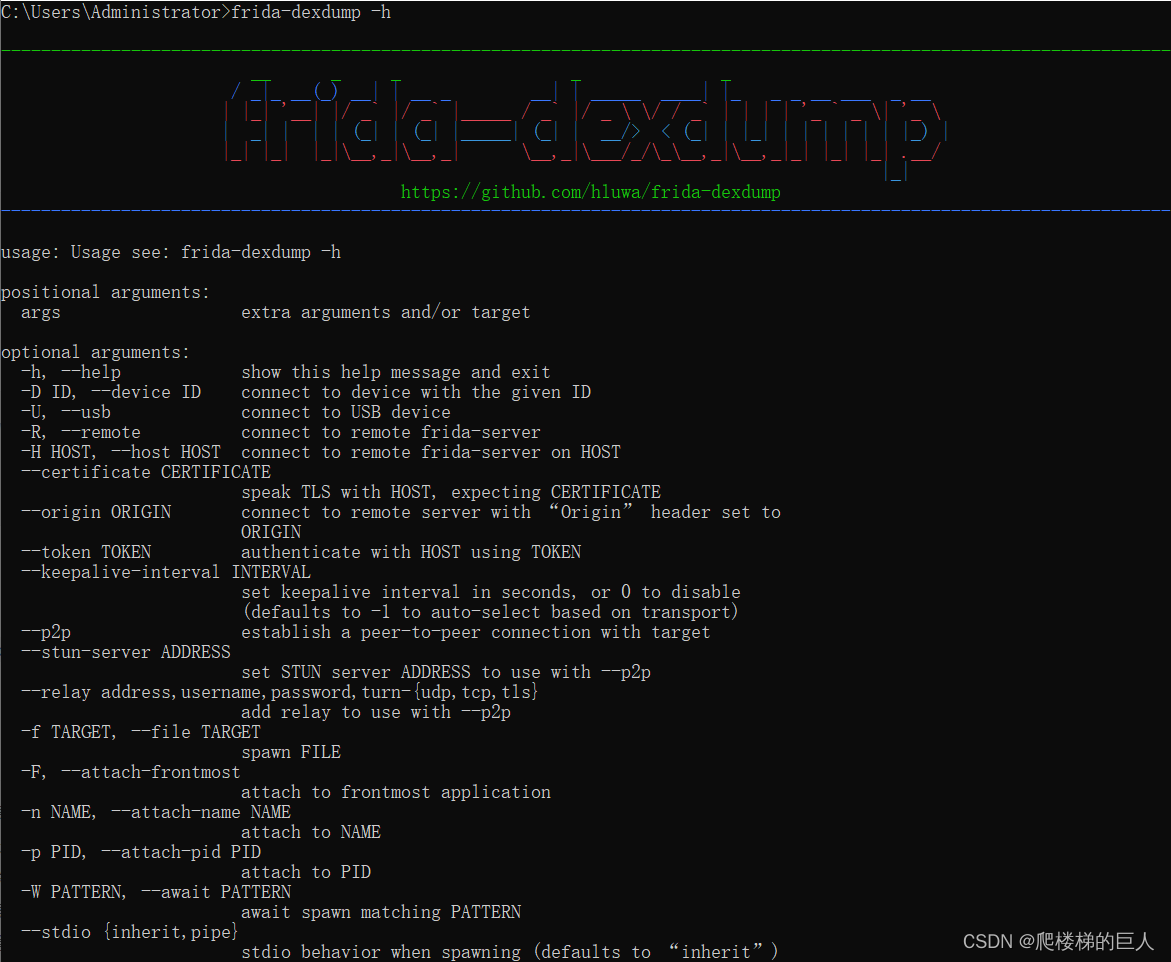 C:\Users\Administrator>frida-dexdump -h
frida-dexdump
https://github.com/hluwa/frida-dexdump
usage: Usage see: frida-dexdump -h
positional arguments:
  args                  extra arguments and/or target
optional arguments:
  -h, --help            show this help message and exit
  -D ID, --device ID    connect to device with the given ID
  -U, --usb             connect to USB device
  -R, --remote          connect to remote frida-server
  -H HOST, --host HOST  connect to remote frida-server on HOST
  --certificate CERTIFICATE
                        speak TLS with HOST, expecting CERTIFICATE
  --origin ORIGIN       connect to remote server with “Origin” header set to
                        ORIGIN
  --token TOKEN         authenticate with HOST using TOKEN
  --keepalive-interval INTERVAL
                        set keepalive interval in seconds, or 0 to disable
                        (defaults to -1 to auto-select based on transport)
  --p2p                 establish a peer-to-peer connection with target
  --stun-server ADDRESS
                        set STUN server ADDRESS to use with --p2p
  --relay address,username,password,turn-{udp,tcp,tls}
                        add relay to use with --p2p
  -f TARGET, --file TARGET
                        spawn FILE
  -F, --attach-frontmost
                        attach to frontmost application
  -n NAME, --attach-name NAME
                        attach to NAME
  -p PID, --attach-pid PID
                        attach to PID
  -W PATTERN, --await PATTERN
                        await spawn matching PATTERN
  --stdio {inherit,pipe}
                        stdio behavior when spawning (defaults to “inherit”)
CSDN @爬楼梯的巨人